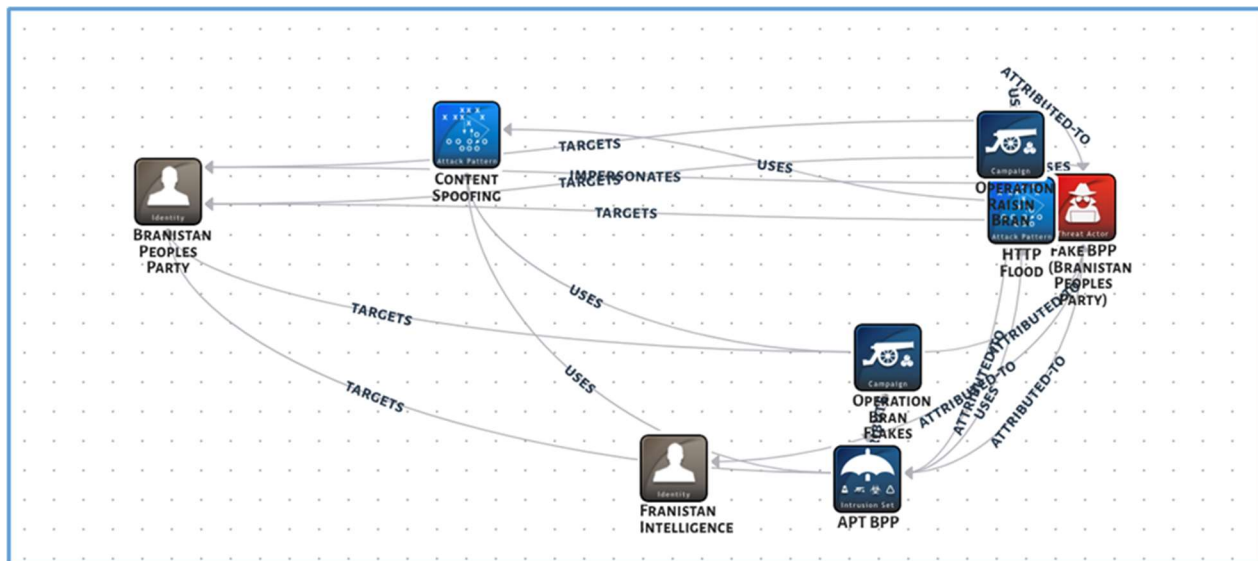 ATTRIBUTED-TO
US
Attack Pattern
CONTENT
SPOOFING
TARGETS
IMPERSONATES
TARGETS
TARGETS
USES
Campaign
OPERATION
RAISIN
BRAN
SES
Attack Pattern
HTTP
FLOOD
Threat Actor
FAKE BPP
(BRANISTAN
PEOPLES
PARTY)
Identity
BRANISTAN
PEOPLES
PARTY
TARGETS
USES
TARGETS
USES
Campaign
OPERATION
BRAN
FLAKES
ATTRIBUTED-TO
ATTRIBUTED-TO
ATTRIBUTED-TO
USES
ATTRIBUTED-TO
Identity
FRANISTAN
INTELLIGENCE
Intrusion Set
APT BPP